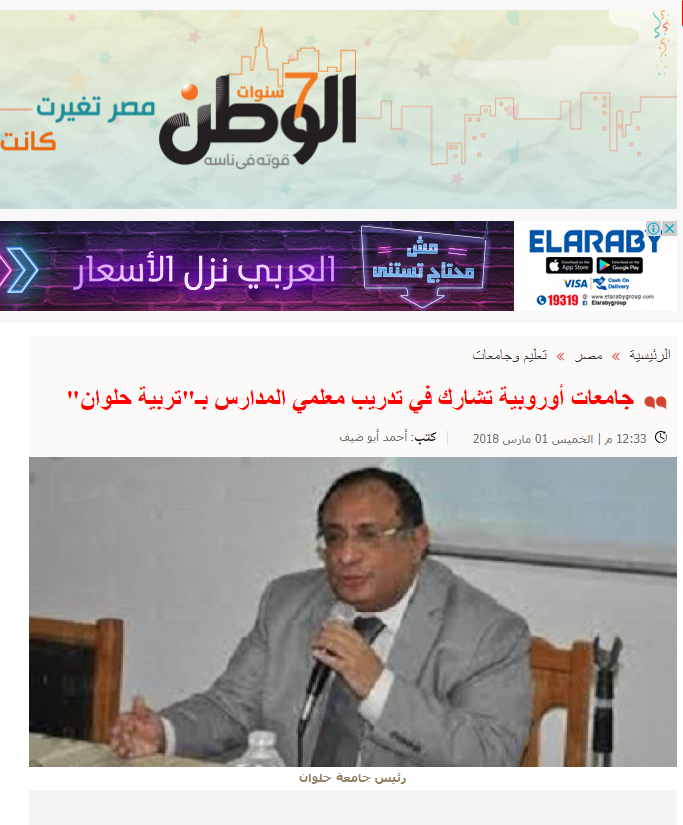 7 سنوات
الوطن
قوته في ناسه
مصر تغيرت
كانت
ELARABY
مش
محتاج تستنى
العربي نزل الأسعار
Download on the App Store
Google Play
VISA
Cash On Delivery
19319
www.elarabygroup.com
Elarabygroup
الرئيسية » مصر » تعليم وجامعات
جامعات أوروبية تشارك في تدريب معلمي المدارس بـ"تربية حلوان"
12:33 م | الخميس 01 مارس 2018 كتب: أحمد أبو ضيف
رئيس جامعة حلوان